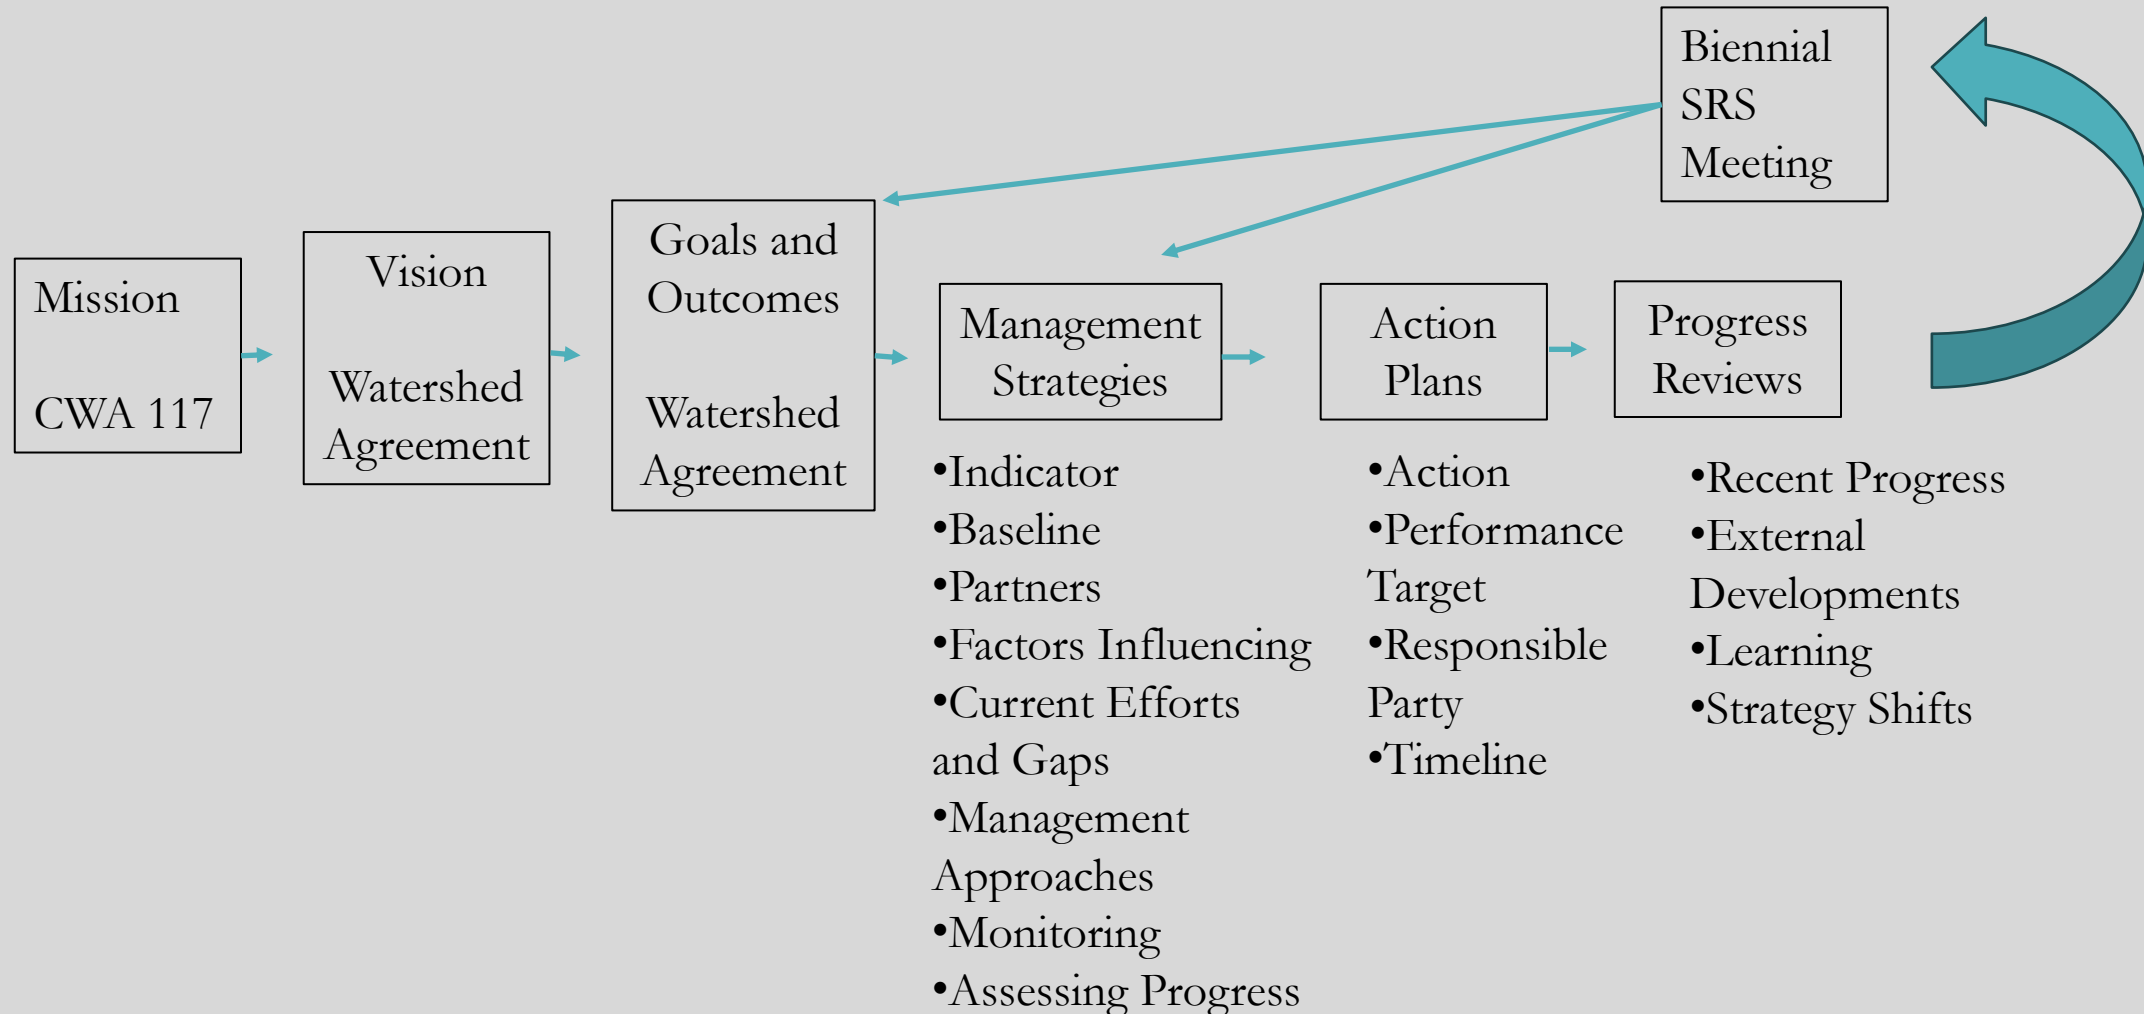 Biennial
SRS
Meeting
Mission
CWA 117
Vision
Watershed
Agreement
Goals and
Outcomes
Watershed
Agreement
Management
Strategies
Action
Plans
Progress
Reviews
•Indicator
•Baseline
•Partners
•Factors Influencing
•Current Efforts
and Gaps
•Management
Approaches
•Monitoring
•Assessing Progress
•Action
•Performance
Target
•Responsible
Party
•Timeline
•Recent Progress
•External
Developments
•Learning
•Strategy Shifts